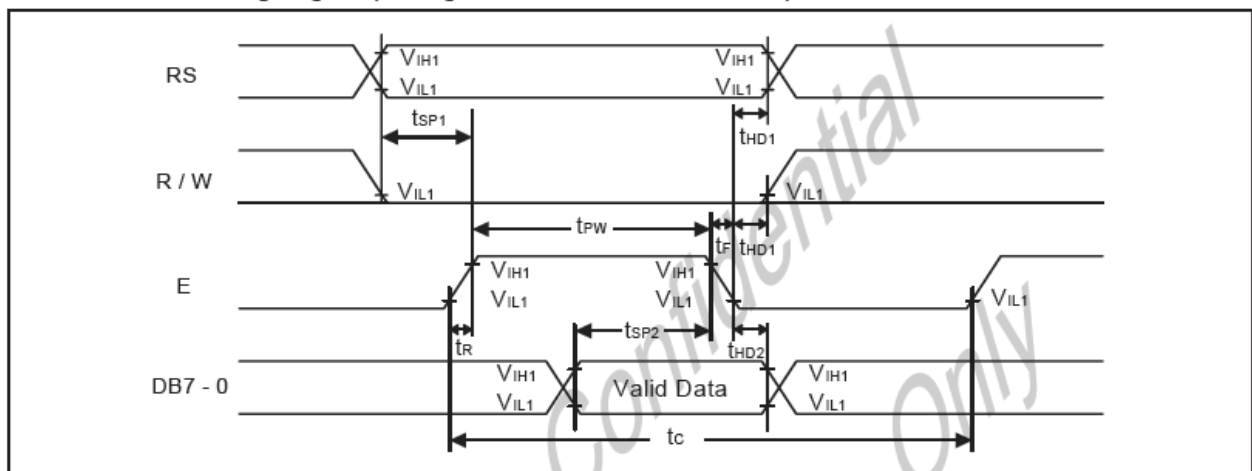 RS
VIH1
VIL1
VIH1
VIL1
tSP1
tHD1
R / W
VIL1
VIL1
tPW
tF
tHD1
E
VIH1
VIL1
VIH1
VIL1
VIL1
tR
tSP2
tHD2
DB7 - 0
VIH1
VIL1
Valid Data
VIH1
VIL1
tC
Confidential
Only